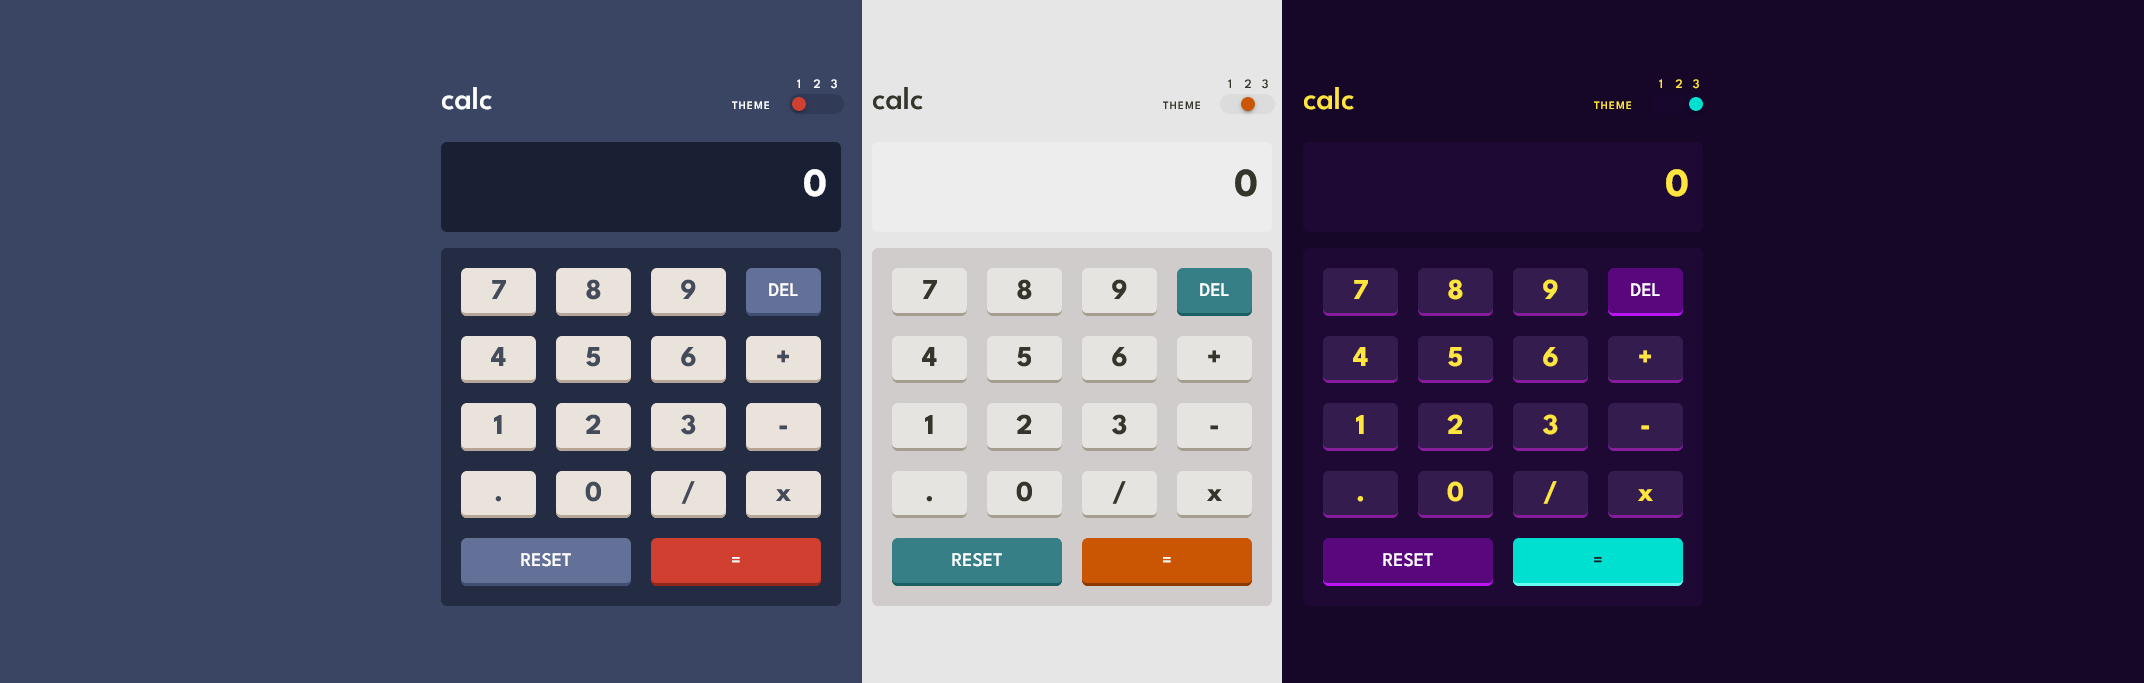 1 2 3
calc THEME
0
7 8 9 DEL
4 5 6 +
1 2 3 -
. 0 / x
RESET =
1 2 3
calc THEME
0
7 8 9 DEL
4 5 6 +
1 2 3 -
. 0 / x
RESET =
1 2 3
calc THEME
0
7 8 9 DEL
4 5 6 +
1 2 3 -
. 0 / x
RESET =